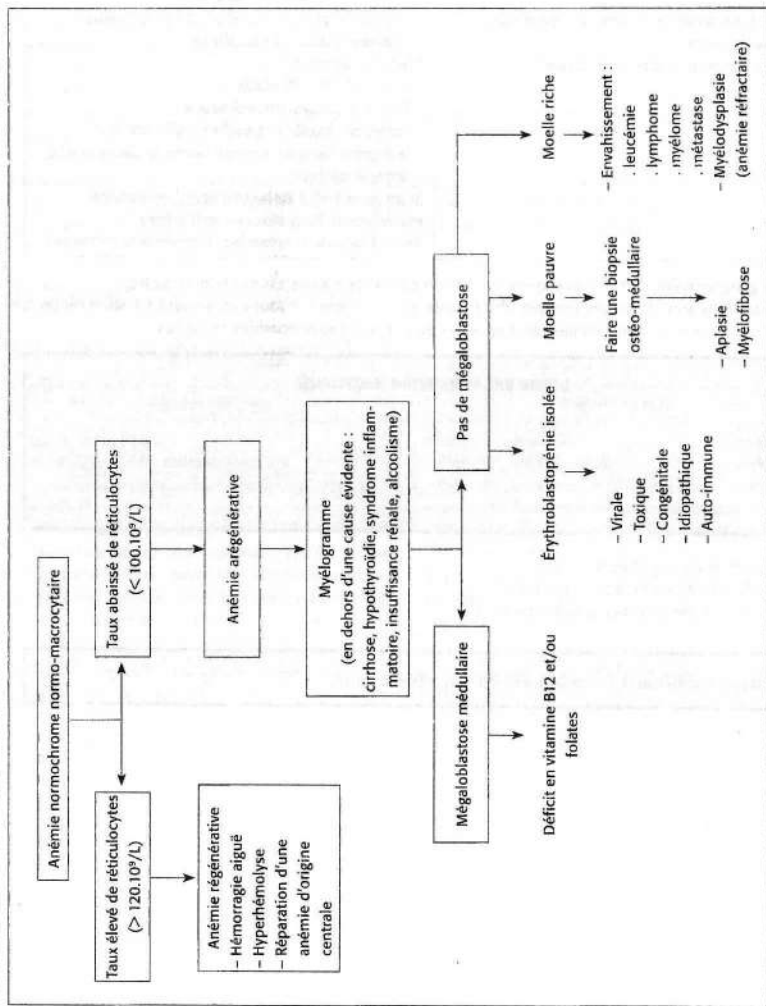 Anémie normochrome normo-macrocytaire
Taux élevé de réticulocytes
(> 120.10⁹/L)
Taux abaissé de réticulocytes
(< 100.10⁹/L)
Anémie régénérative
– Hémorragie aiguë
– Hyperhémolyse
– Réparation d'une
anémie d'origine
centrale
Anémie arégénérative
Myélogramme
(en dehors d'une cause évidente :
cirrhose, hypothyroïdie, syndrome inflam-
matoire, insuffisance rénale, alcoolisme)
Mégaloblastose médullaire
Pas de mégaloblastose
Déficit en vitamine B12 et/ou
folates
Érythroblastopénie isolée
– Virale
– Toxique
– Congénitale
– Idiopathique
– Auto-immune
Moelle pauvre
Faire une biopsie
ostéo-médullaire
– Aplasie
– Myélofibrose
Moelle riche
– Envahissement :
. leucémie
. lymphome
. myélome
. métastase
– Myélodysplasie
(anémie réfractaire)